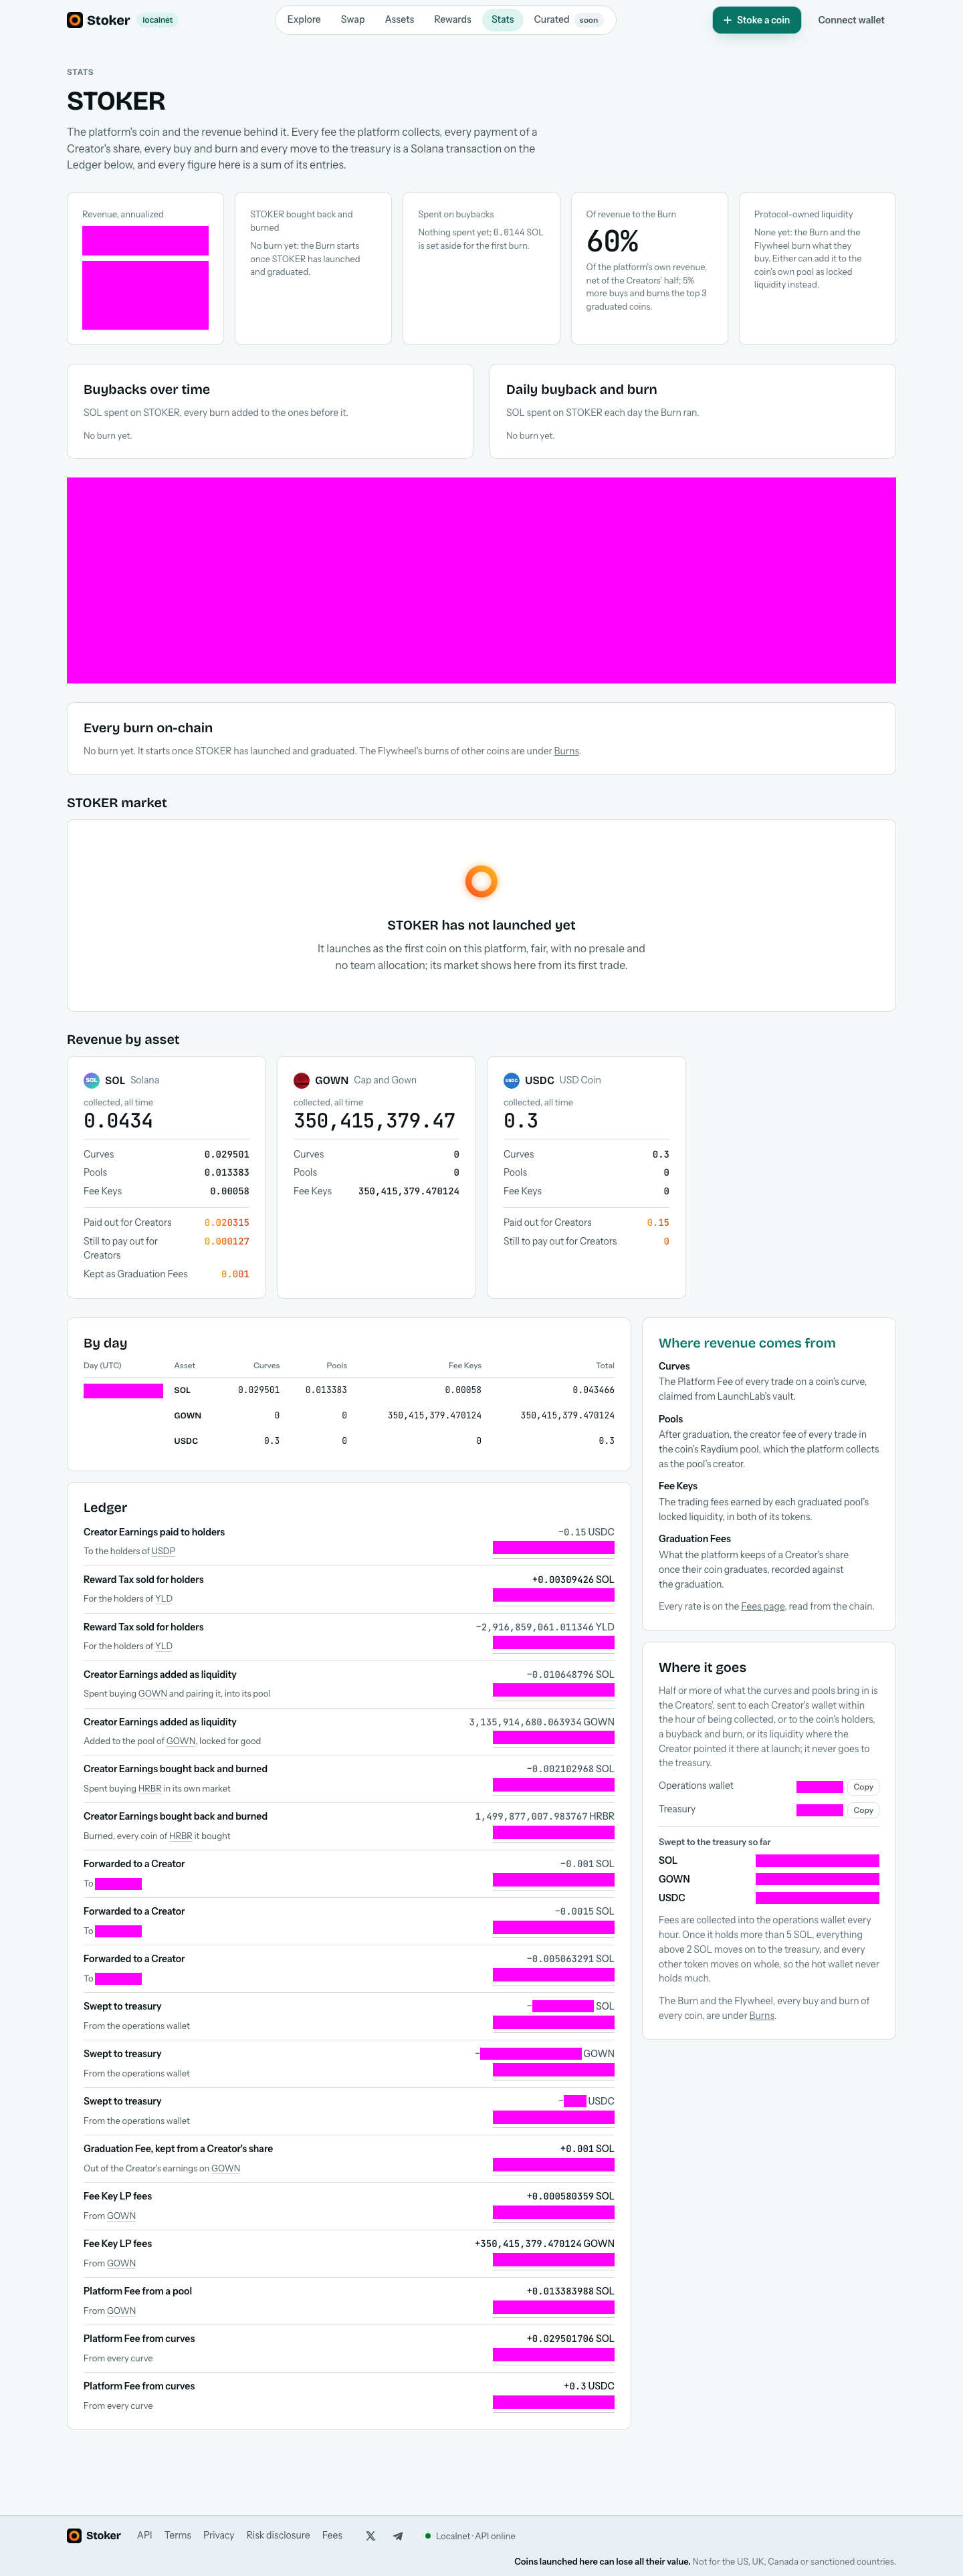 Stoker localnet Explore Swap Assets Rewards Stats Curated soon + Stoke a coin Connect wallet
STATS
STOKER
The platform's coin and the revenue behind it. Every fee the platform collects, every payment of a
Creator's share, every buy and burn and every move to the treasury is a Solana transaction on the
Ledger below, and every figure here is a sum of its entries.
Revenue, annualized
STOKER bought back and
burned
No burn yet: the Burn starts
once STOKER has launched
and graduated.
Spent on buybacks
Nothing spent yet; 0.0144 SOL
is set aside for the first burn.
Of revenue to the Burn
60%
Of the platform's own revenue,
net of the Creators' half; 5%
more buys and burns the top 3
graduated coins.
Protocol-owned liquidity
None yet: the Burn and the
Flywheel burn what they
buy. Either can add it to the
coin's own pool as locked
liquidity instead.
Buybacks over time
SOL spent on STOKER, every burn added to the ones before it.
No burn yet.
Daily buyback and burn
SOL spent on STOKER each day the Burn ran.
No burn yet.
Every burn on-chain
No burn yet. It starts once STOKER has launched and graduated. The Flywheel's burns of other coins are under Burns.
STOKER market
STOKER has not launched yet
It launches as the first coin on this platform, fair, with no presale and
no team allocation; its market shows here from its first trade.
Revenue by asset
SOL SOL Solana
collected, all time
0.0434
Curves 0.029501
Pools 0.013383
Fee Keys 0.00058
Paid out for Creators 0.020315
Still to pay out for
Creators 0.000127
Kept as Graduation Fees 0.001
GOWN Cap and Gown
collected, all time
350,415,379.47
Curves 0
Pools 0
Fee Keys 350,415,379.470124
USDC USDC USD Coin
collected, all time
0.3
Curves 0.3
Pools 0
Fee Keys 0
Paid out for Creators 0.15
Still to pay out for Creators 0
By day
Day (UTC) Asset Curves Pools Fee Keys Total
SOL 0.029501 0.013383 0.00058 0.043466
GOWN 0 0 350,415,379.470124 350,415,379.470124
USDC 0.3 0 0 0.3
Ledger
Creator Earnings paid to holders −0.15 USDC
To the holders of USDP
Reward Tax sold for holders +0.00309426 SOL
For the holders of YLD
Reward Tax sold for holders −2,916,859,061.011346 YLD
For the holders of YLD
Creator Earnings added as liquidity −0.010648796 SOL
Spent buying GOWN and pairing it, into its pool
Creator Earnings added as liquidity 3,135,914,680.063934 GOWN
Added to the pool of GOWN, locked for good
Creator Earnings bought back and burned −0.002102968 SOL
Spent buying HRBR in its own market
Creator Earnings bought back and burned 1,499,877,007.983767 HRBR
Burned, every coin of HRBR it bought
Forwarded to a Creator −0.001 SOL
To
Forwarded to a Creator −0.0015 SOL
To
Forwarded to a Creator −0.005063291 SOL
To
Swept to treasury − SOL
From the operations wallet
Swept to treasury − GOWN
From the operations wallet
Swept to treasury − USDC
From the operations wallet
Graduation Fee, kept from a Creator's share +0.001 SOL
Out of the Creator's earnings on GOWN
Fee Key LP fees +0.000580359 SOL
From GOWN
Fee Key LP fees +350,415,379.470124 GOWN
From GOWN
Platform Fee from a pool +0.013383988 SOL
From GOWN
Platform Fee from curves +0.029501706 SOL
From every curve
Platform Fee from curves +0.3 USDC
From every curve
Where revenue comes from
Curves
The Platform Fee of every trade on a coin's curve,
claimed from LaunchLab's vault.
Pools
After graduation, the creator fee of every trade in
the coin's Raydium pool, which the platform collects
as the pool's creator.
Fee Keys
The trading fees earned by each graduated pool's
locked liquidity, in both of its tokens.
Graduation Fees
What the platform keeps of a Creator's share
once their coin graduates, recorded against
the graduation.
Every rate is on the Fees page, read from the chain.
Where it goes
Half or more of what the curves and pools bring in is
the Creators', sent to each Creator's wallet within
the hour of being collected, or to the coin's holders,
a buyback and burn, or its liquidity where the
Creator pointed it there at launch; it never goes to
the treasury.
Operations wallet Copy
Treasury Copy
Swept to the treasury so far
SOL
GOWN
USDC
Fees are collected into the operations wallet every
hour. Once it holds more than 5 SOL, everything
above 2 SOL moves on to the treasury, and every
other token moves on whole, so the hot wallet never
holds much.
The Burn and the Flywheel, every buy and burn of
every coin, are under Burns.
Stoker API Terms Privacy Risk disclosure Fees Localnet · API online
Coins launched here can lose all their value. Not for the US, UK, Canada or sanctioned countries.